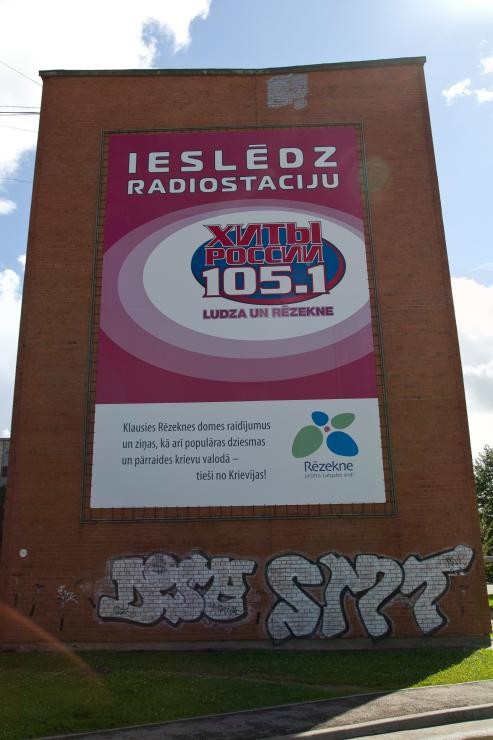 IESLĒDZ
RADIOSTACIJU
ХИТЫ
РОССИИ
105.1
LUDZA UN RĒZEKNE
Klausies Rēzeknes domes raidījumus
un ziņas, kā arī populāras dziesmas
un pārraides krievu valodā –
tieši no Krievijas!
Rēzekne
SMT